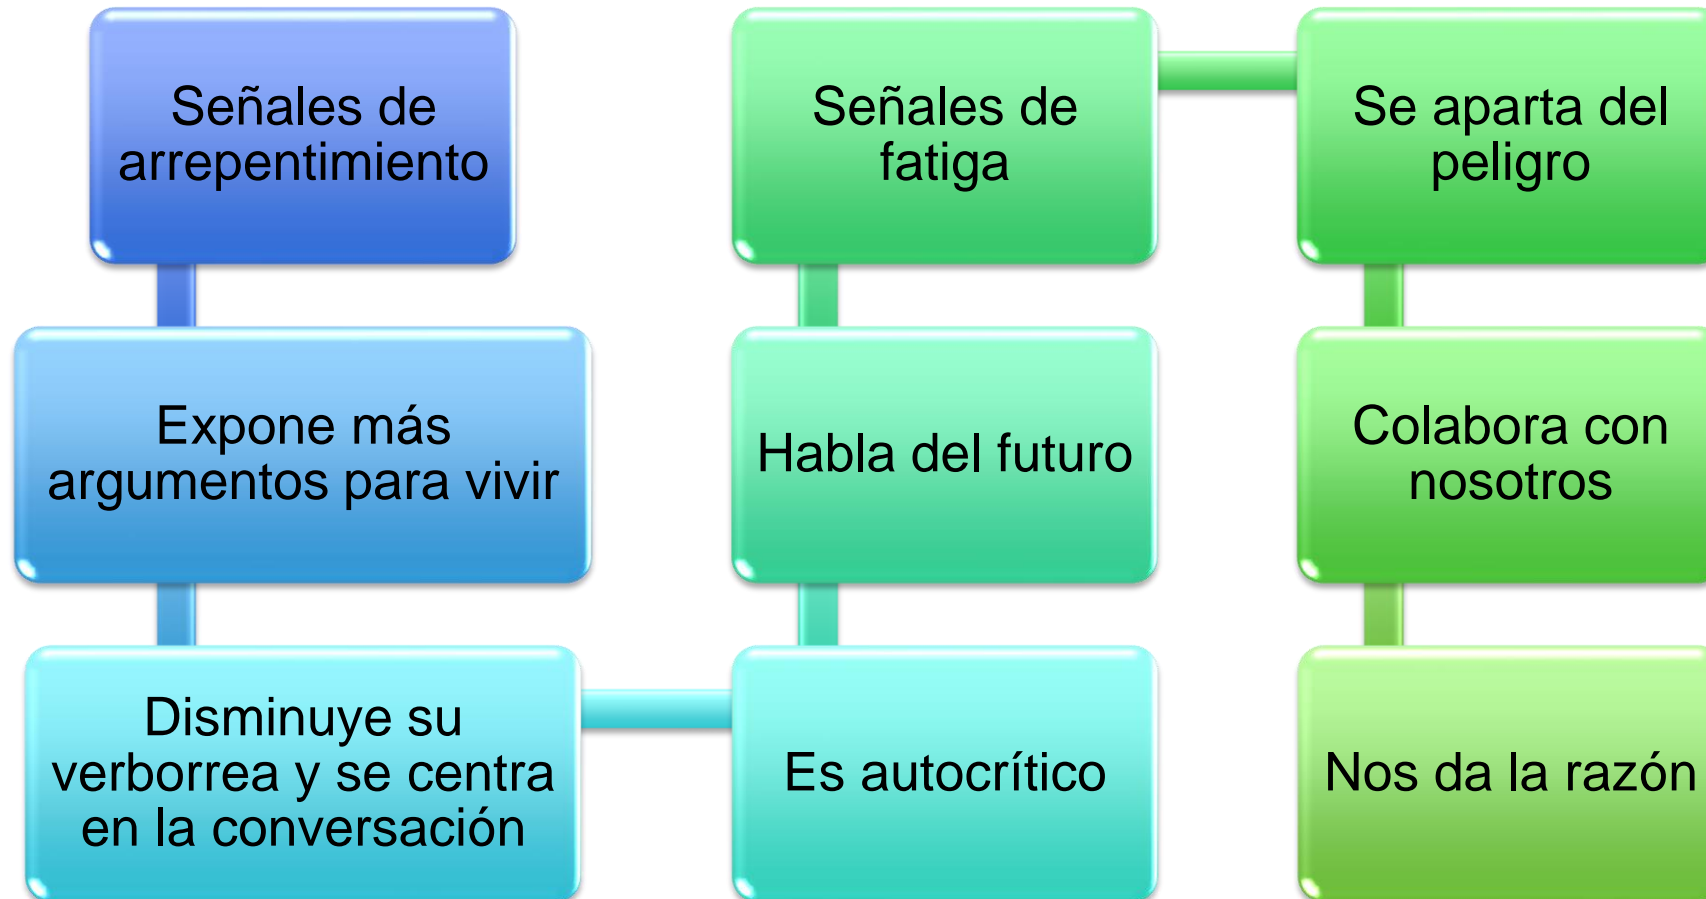 Señales de
arrepentimiento
Expone más
argumentos para vivir
Disminuye su
verborrea y se centra
en la conversación
Es autocrítico
Habla del futuro
Señales de
fatiga
Se aparta del
peligro
Colabora con
nosotros
Nos da la razón